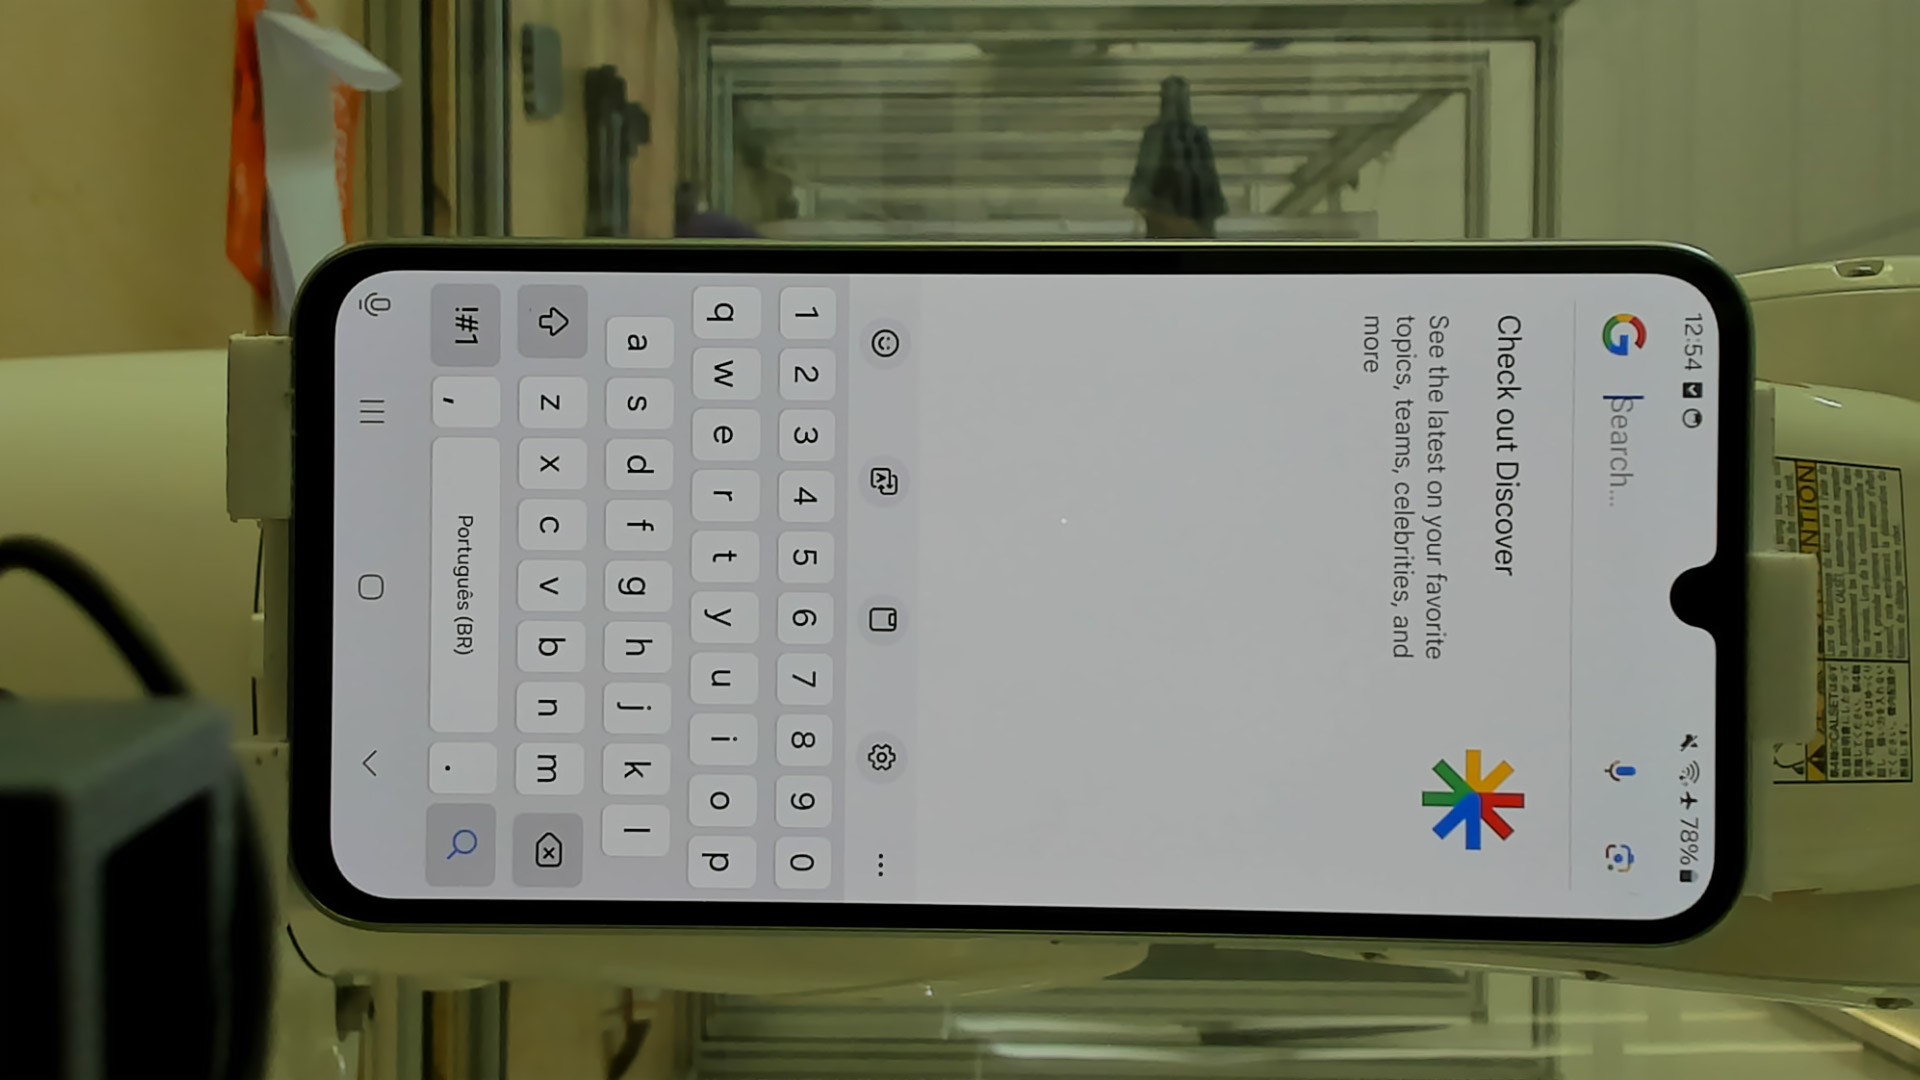 12:54
78%
Search...
Check out Discover
See the latest on your favorite
topics, teams, celebrities, and
more
1 2 3 4 5 6 7 8 9 0
q w e r t y u i o p
a s d f g h j k l
z x c v b n m
!#1 , Português (BR) .